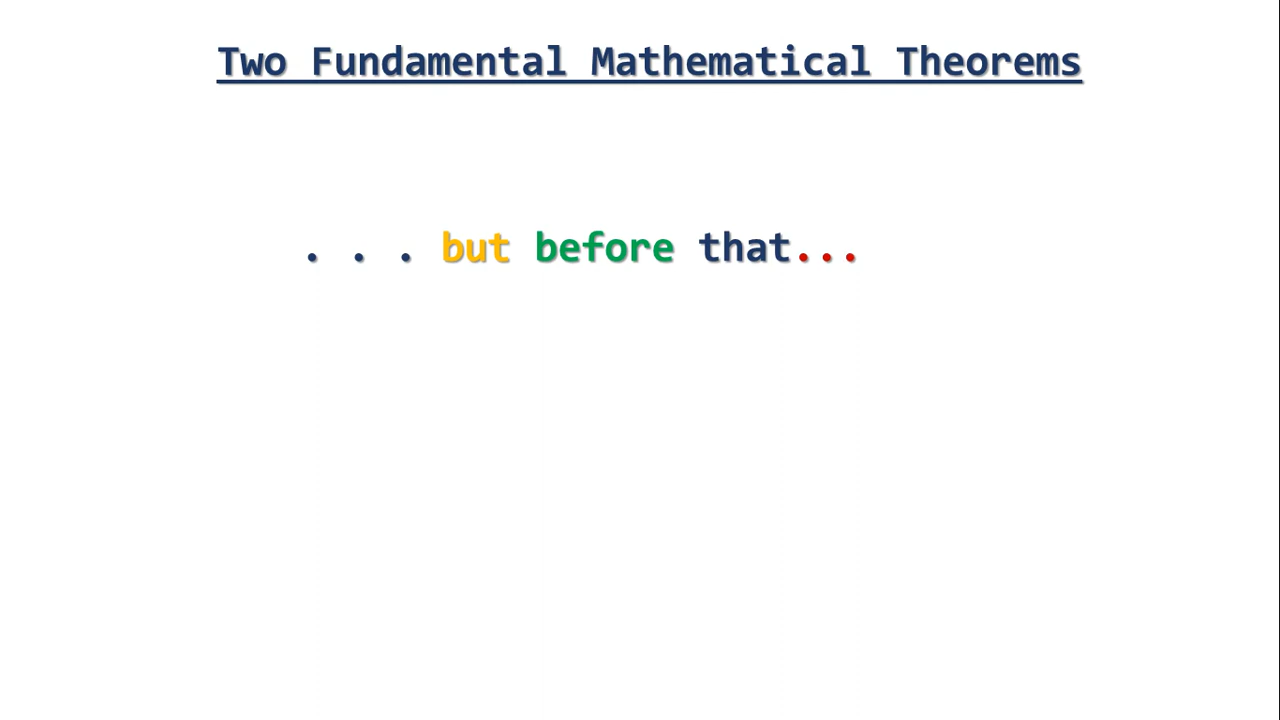 Two Fundamental Mathematical Theorems
. . . but before that...